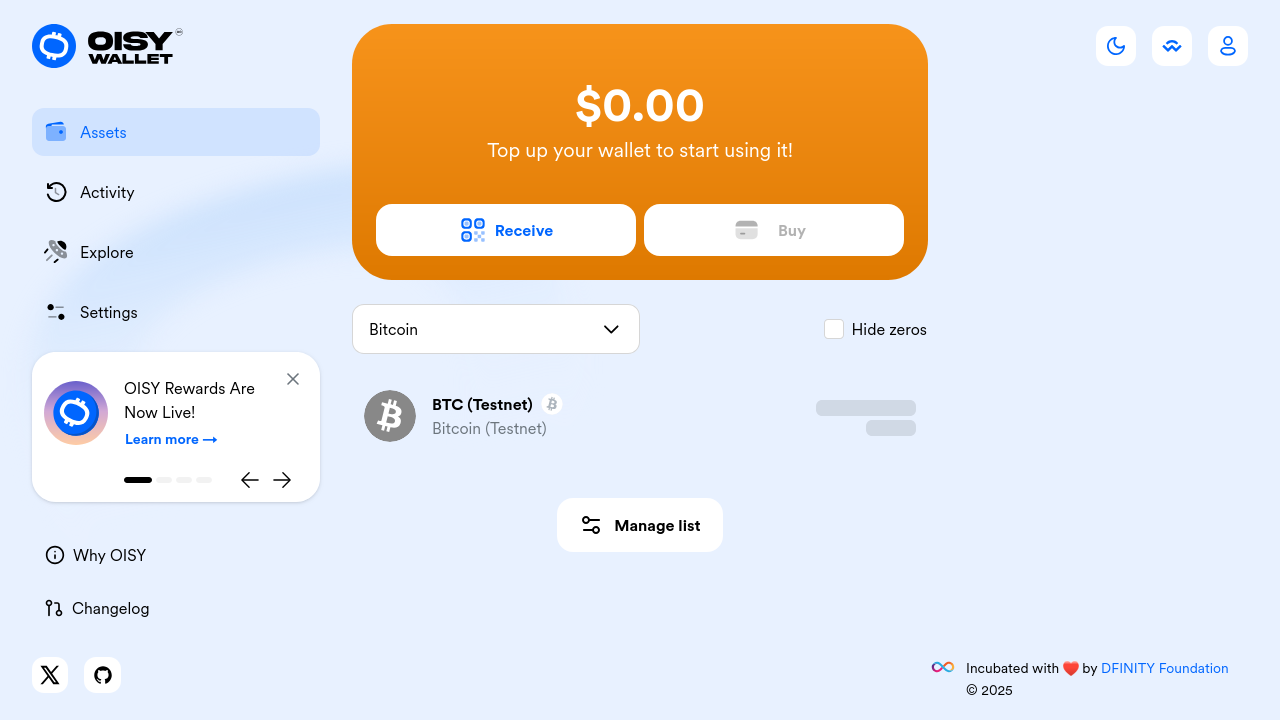 OISY
WALLET
Assets
Activity
Explore
Settings
OISY Rewards Are
Now Live!
Learn more →
Why OISY
Changelog
$0.00
Top up your wallet to start using it!
Receive
Buy
Bitcoin
Hide zeros
BTC (Testnet)
Bitcoin (Testnet)
Manage list
Incubated with ❤️ by DFINITY Foundation
© 2025